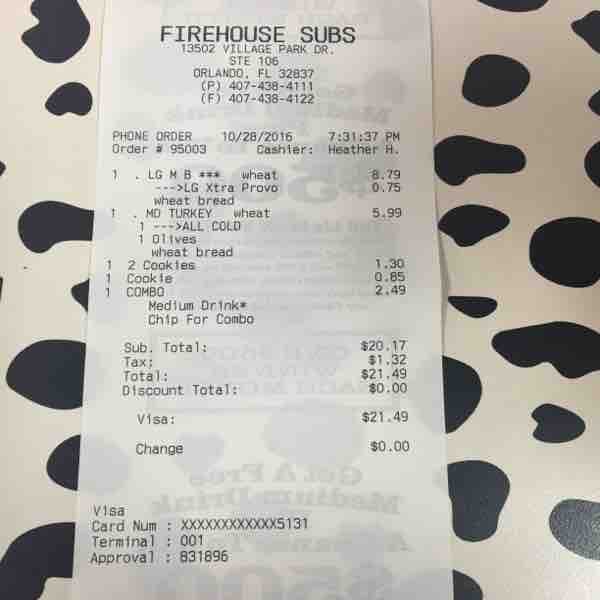 FIREHOUSE SUBS
13502 VILLAGE PARK DR.
STE 106
ORLANDO, FL 32837
(P) 407-438-4111
(F) 407-438-4122
PHONE ORDER 10/28/2016 7:31:37 PM
Order # 95003 Cashier: Heather H.
1 . LG M B *** wheat 8.79
--->LG Xtra Provo 0.75
wheat bread
1 . MD TURKEY wheat 5.99
1 --->ALL COLD
1 Olives
wheat bread
1 2 Cookies 1.30
1 Cookie 0.85
1 COMBO 2.49
Medium Drink*
Chip For Combo
Sub. Total: $20.17
Tax: $1.32
Total: $21.49
Discount Total: $0.00
Visa: $21.49
Change $0.00
Visa
Card Num : XXXXXXXXXXXX5131
Terminal : 001
Approval : 831896